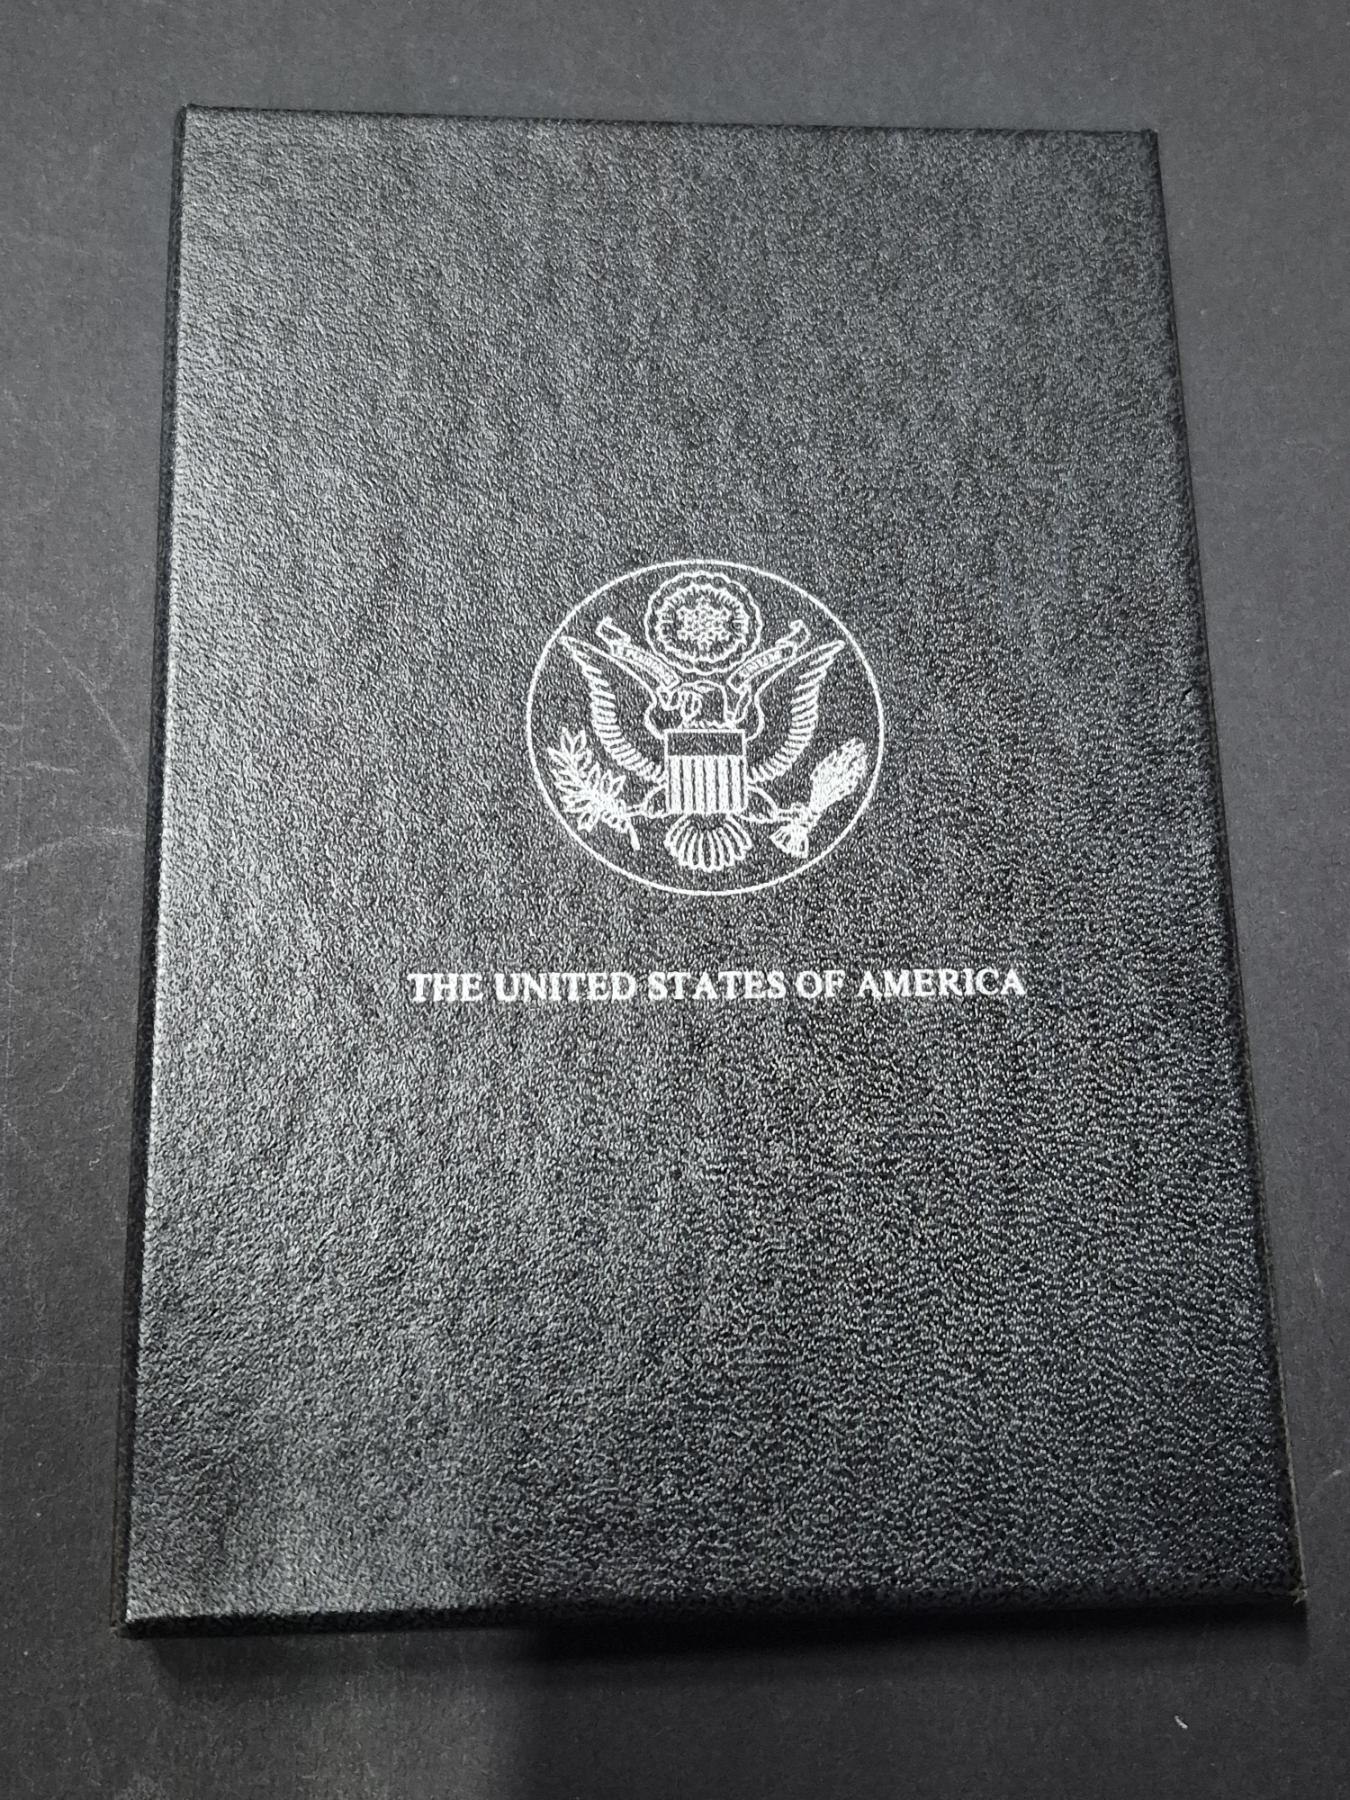 THE UNITED STATES OF AMERICA